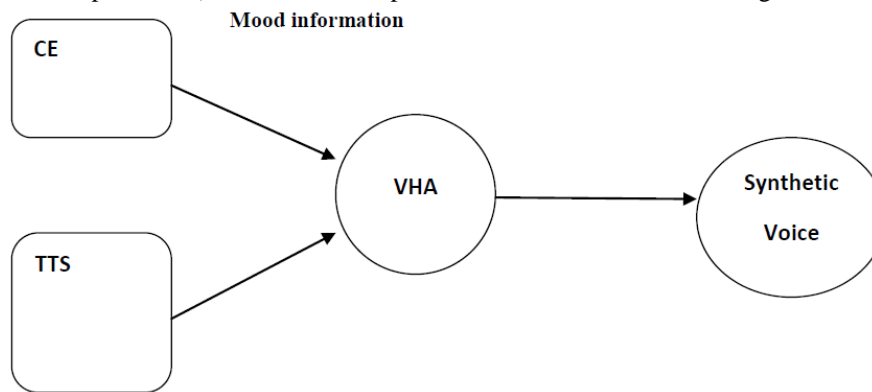 Mood information
CE
VHA
Synthetic
Voice
TTS